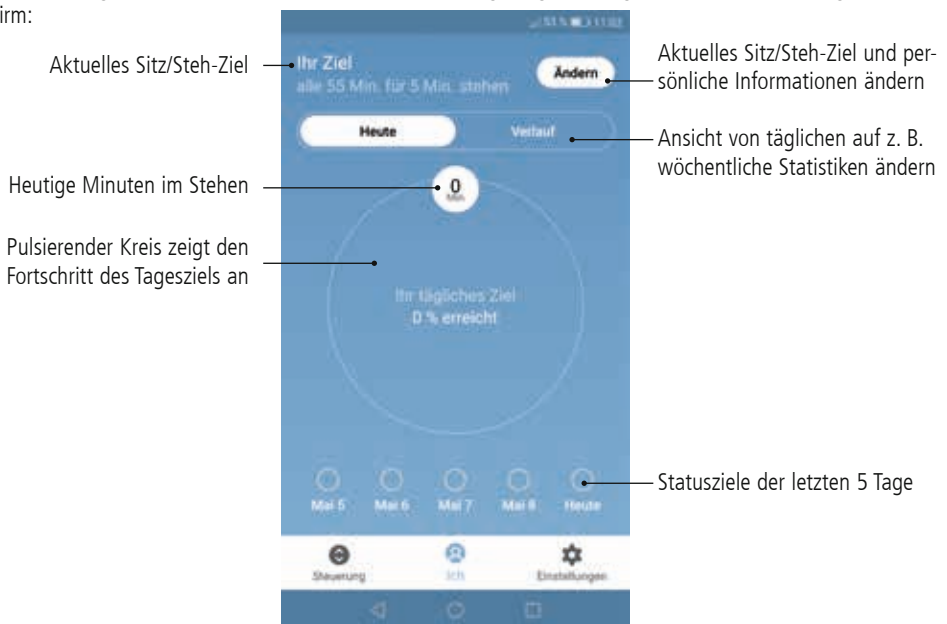 irm:
51 % 11:02
Aktuelles Sitz/Steh-Ziel
Ihr Ziel
alle 55 Min. für 5 Min. stehen
Ändern
Aktuelles Sitz/Steh-Ziel und per-
sönliche Informationen ändern
Heute
Verlauf
Ansicht von täglichen auf z. B.
wöchentliche Statistiken ändern
Heutige Minuten im Stehen
0
Min.
Pulsierender Kreis zeigt den
Fortschritt des Tagesziels an
Ihr tägliches Ziel
0 % erreicht
Statusziele der letzten 5 Tage
Mai 5 Mai 6 Mai 7 Mai 8 Heute
Steuerung Ich Einstellungen